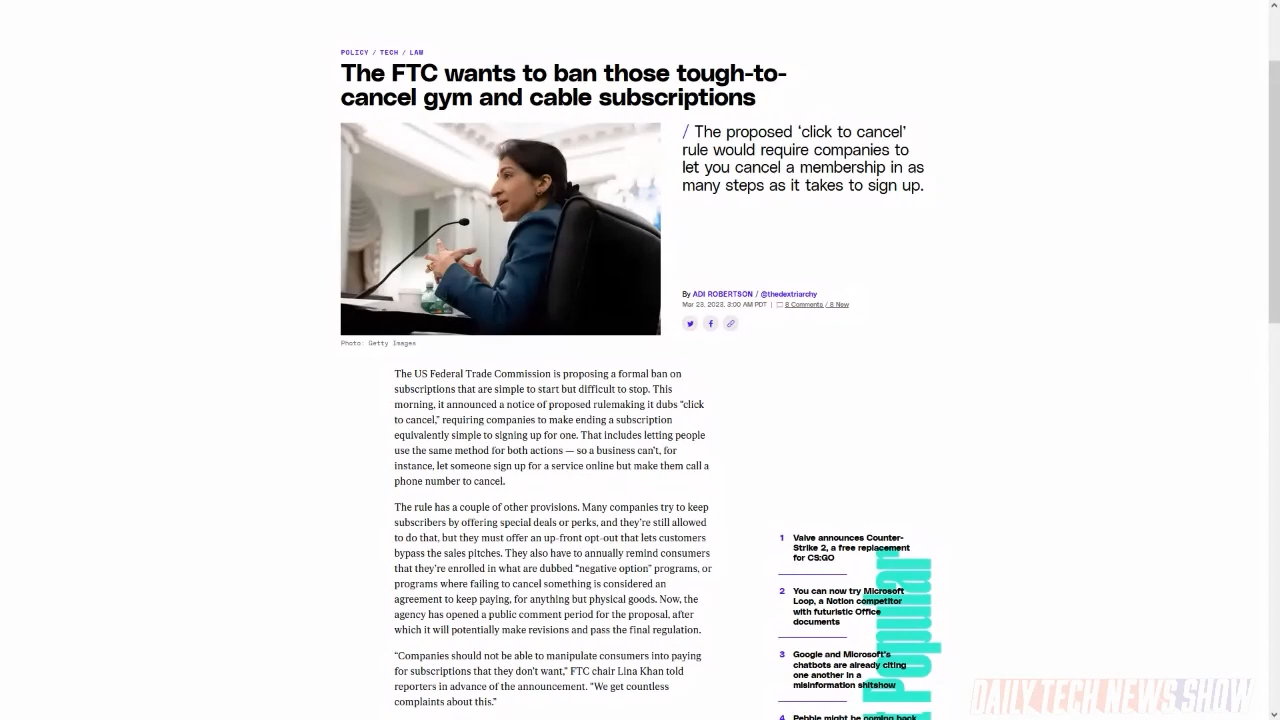 POLICY / TECH / LAW
The FTC wants to ban those tough-to-
cancel gym and cable subscriptions
/ The proposed ‘click to cancel’
rule would require companies to
let you cancel a membership in as
many steps as it takes to sign up.
By ADI ROBERTSON / @thedextriarchy
Mar 23, 2023, 3:00 AM PDT | 8 Comments / 8 New
Photo: Getty Images
The US Federal Trade Commission is proposing a formal ban on
subscriptions that are simple to start but difficult to stop. This
morning, it announced a notice of proposed rulemaking it dubs “click
to cancel,” requiring companies to make ending a subscription
equivalently simple to signing up for one. That includes letting people
use the same method for both actions — so a business can’t, for
instance, let someone sign up for a service online but make them call a
phone number to cancel.
The rule has a couple of other provisions. Many companies try to keep
subscribers by offering special deals or perks, and they’re still allowed
to do that, but they must offer an up-front opt-out that lets customers
bypass the sales pitches. They also have to annually remind consumers
that they’re enrolled in what are dubbed “negative option” programs, or
programs where failing to cancel something is considered an
agreement to keep paying, for anything but physical goods. Now, the
agency has opened a public comment period for the proposal, after
which it will potentially make revisions and pass the final regulation.
“Companies should not be able to manipulate consumers into paying
for subscriptions that they don’t want,” FTC chair Lina Khan told
reporters in advance of the announcement. “We get countless
complaints about this.”
1 Valve announces Counter-
Strike 2, a free replacement
for CS:GO
2 You can now try Microsoft
Loop, a Notion competitor
with futuristic Office
documents
3 Google and Microsoft’s
chatbots are already citing
one another in a
misinformation shitshow
4 Pebble might be coming back
Popular
DAILY TECH NEWS SHOW